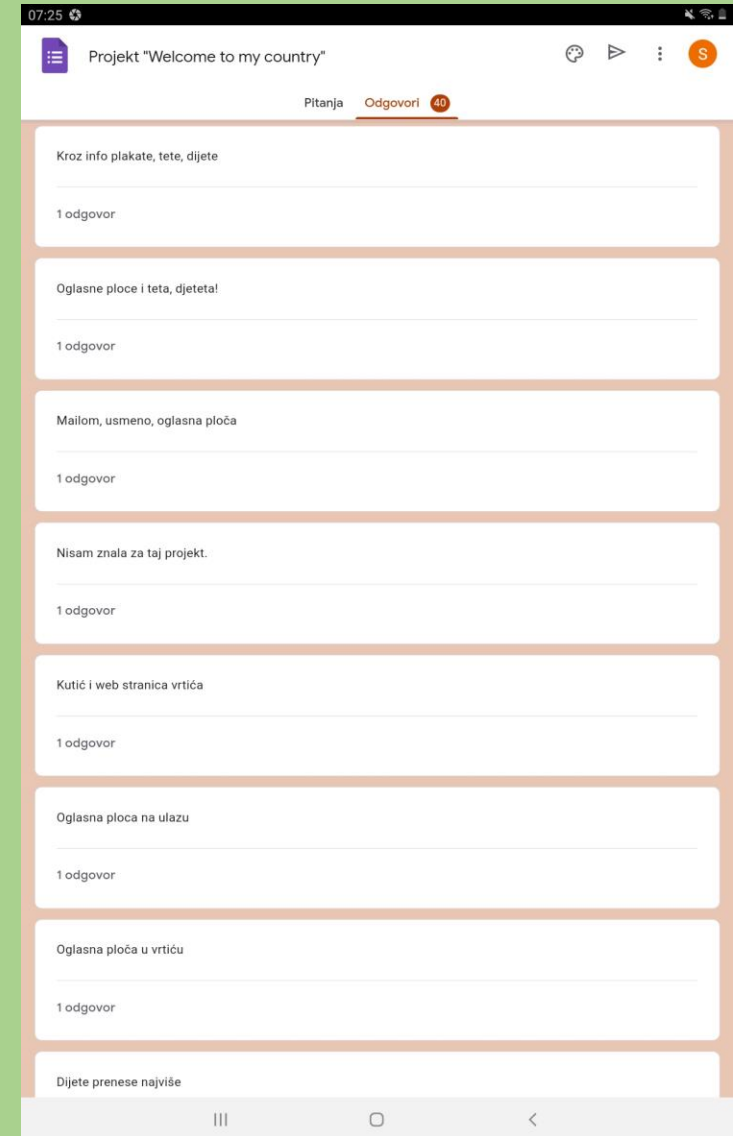 07:25
Projekt "Welcome to my country"
S
Pitanja Odgovori 40
Kroz info plakate, tete, dijete
1 odgovor
Oglasne ploce i teta, djeteta!
1 odgovor
Mailom, usmeno, oglasna ploča
1 odgovor
Nisam znala za taj projekt.
1 odgovor
Kutić i web stranica vrtića
1 odgovor
Oglasna ploca na ulazu
1 odgovor
Oglasna ploča u vrtiću
1 odgovor
Dijete prenese najviše